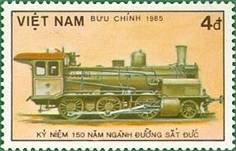 VIỆT NAM BƯU CHÍNH 1985 4đ
KỶ NIỆM 150 NĂM NGÀNH ĐƯỜNG SẮT ĐỨC